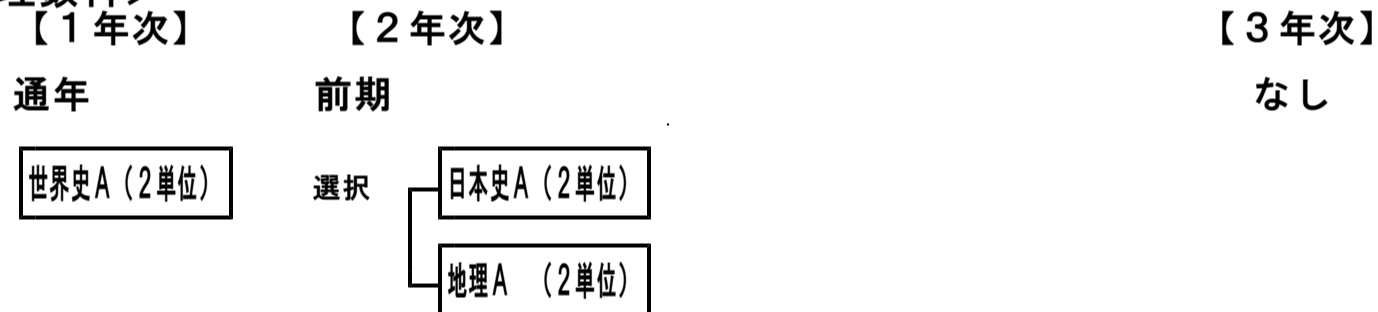 【１年次】 【２年次】 【３年次】
通年 前期 なし
世界史Ａ（２単位） 選択 日本史Ａ（２単位）
地理Ａ　（２単位）